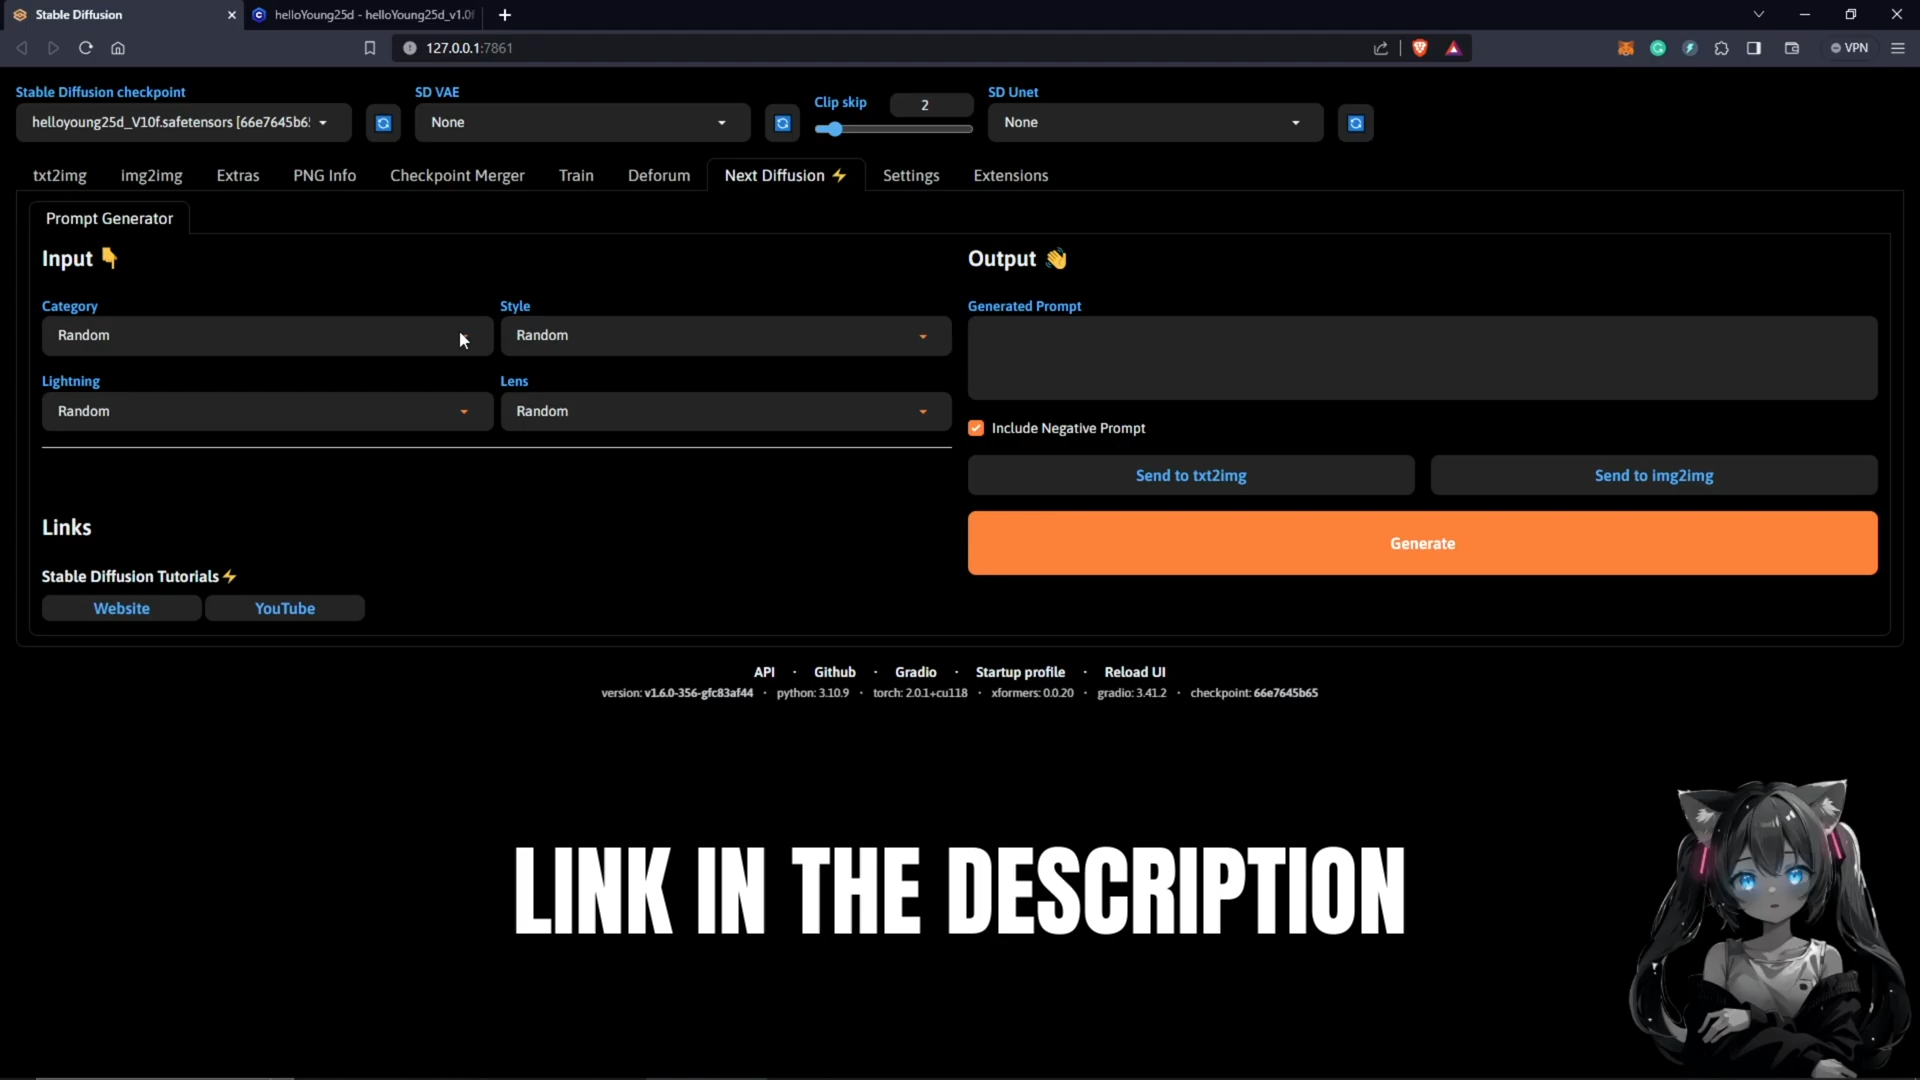 Stable Diffusion
helloYoung25d - helloYoung25d_v1.0f
127.0.0.1:7861
VPN
Stable Diffusion checkpoint
SD VAE
Clip skip
2
SD Unet
helloyoung25d_V10f.safetensors [66e7645b6:
None
None
txt2img
img2img
Extras
PNG Info
Checkpoint Merger
Train
Deforum
Next Diffusion ⚡
Settings
Extensions
Prompt Generator
Input 👇
Output 👋
Category
Style
Generated Prompt
Random
Random
Lightning
Lens
Random
Random
Include Negative Prompt
Send to txt2img
Send to img2img
Links
Generate
Stable Diffusion Tutorials ⚡
Website
YouTube
API · Github · Gradio · Startup profile · Reload UI
version: v1.6.0-356-gfc83af44 · python: 3.10.9 · torch: 2.0.1+cu118 · xformers: 0.0.20 · gradio: 3.41.2 · checkpoint: 66e7645b65
LINK IN THE DESCRIPTION